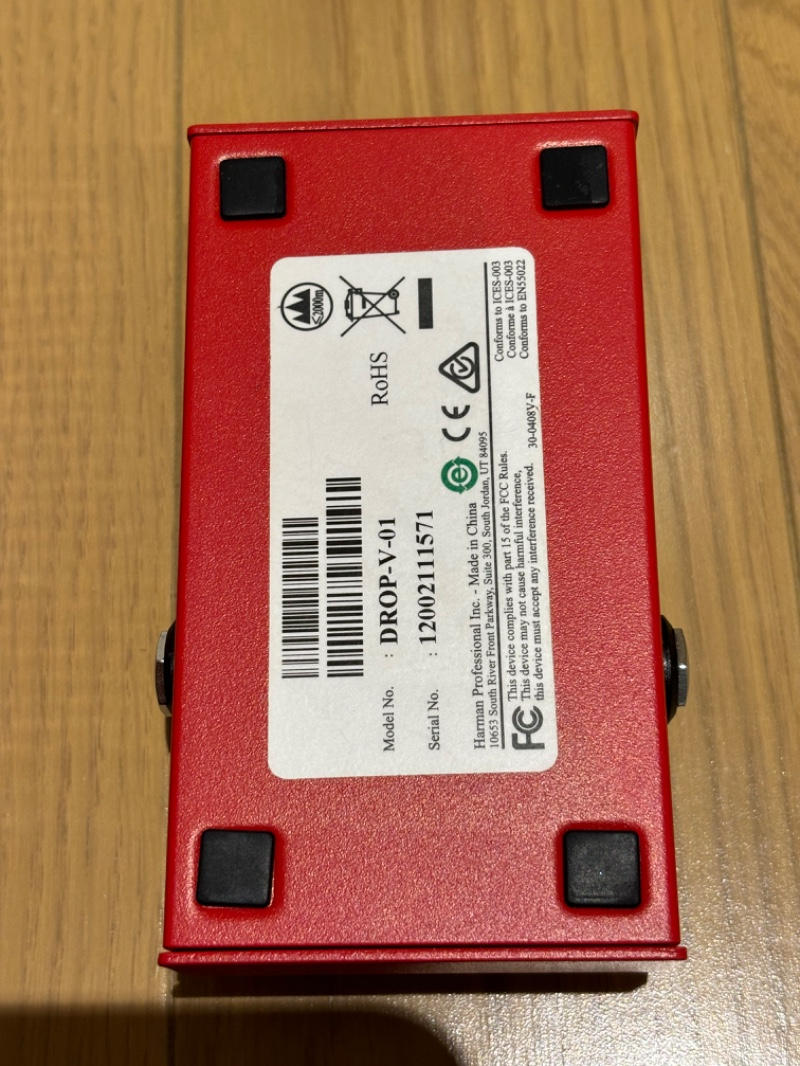 ≤2000m
Model No. : DROP-V-01
RoHS
Serial No. : 12002111571
CE
Harman Professional Inc. - Made in China
10653 South River Front Parkway, Suite 300, South Jordan, UT 84095
FC
This device complies with part 15 of the FCC Rules.
This device may not cause harmful interference,
this device must accept any interference received.
30-0408V-F
Conforms to ICES-003
Conforme à ICES-003
Conforms to EN55022